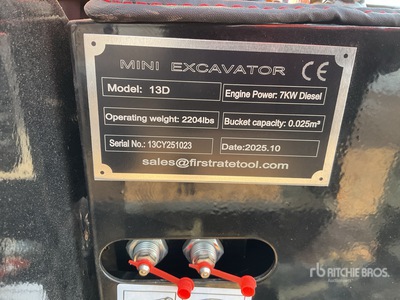 MINI EXCAVATOR CE
Model: 13D
Engine Power: 7KW Diesel
Operating weight: 2204lbs
Bucket capacity: 0.025m³
Serial No.: 13CY251023
Date:2025.10
sales@firstratetool.com
rb RITCHIE BROS.